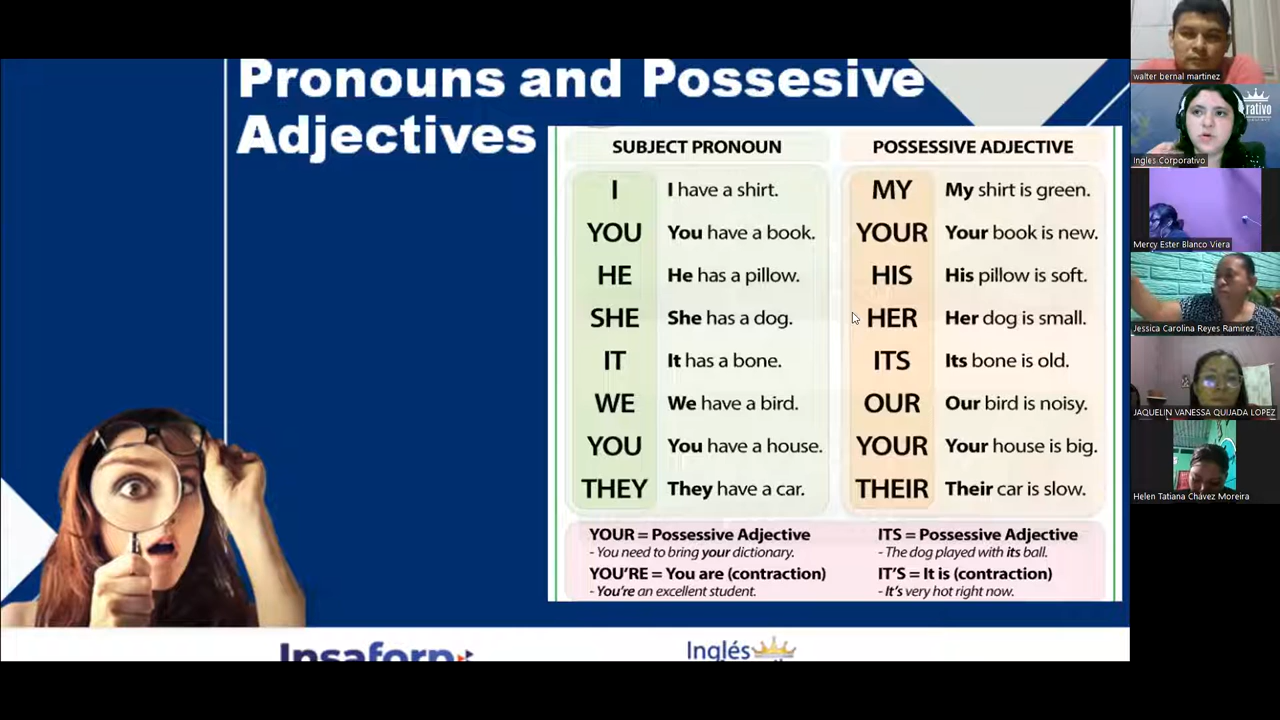 Pronouns and Possesive
Adjectives
SUBJECT PRONOUN
I I have a shirt.
YOU You have a book.
HE He has a pillow.
SHE She has a dog.
IT It has a bone.
WE We have a bird.
YOU You have a house.
THEY They have a car.
POSSESSIVE ADJECTIVE
MY My shirt is green.
YOUR Your book is new.
HIS His pillow is soft.
HER Her dog is small.
ITS Its bone is old.
OUR Our bird is noisy.
YOUR Your house is big.
THEIR Their car is slow.
YOUR = Possessive Adjective
- You need to bring your dictionary.
YOU'RE = You are (contraction)
- You're an excellent student.
ITS = Possessive Adjective
- The dog played with its ball.
IT'S = It is (contraction)
- It's very hot right now.
Insaforp
Inglés
walter bernal martinez
rativo
Ingles Corporativo
Mercy Ester Blanco Viera
Jessica Carolina Reyes Ramirez
JAQUELIN VANESSA QUIJADA LOPEZ
Helen Tatiana Chávez Moreira